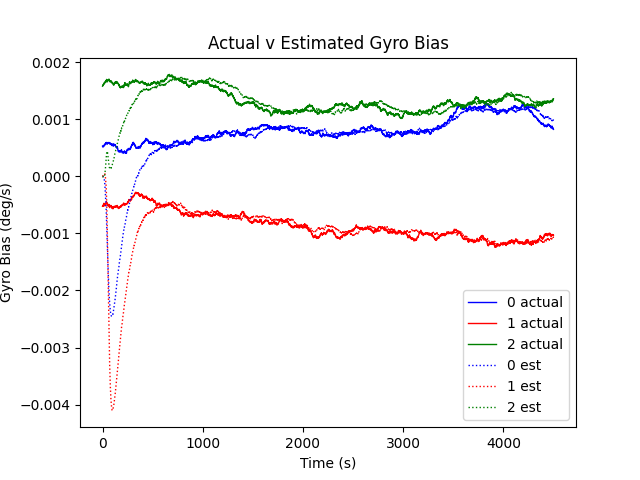 Actual v Estimated Gyro Bias
0.002
0.001
0.000
−0.001
−0.002
−0.003
−0.004
Gyro Bias (deg/s)
0 1000 2000 3000 4000
Time (s)
0 actual
1 actual
2 actual
0 est
1 est
2 est